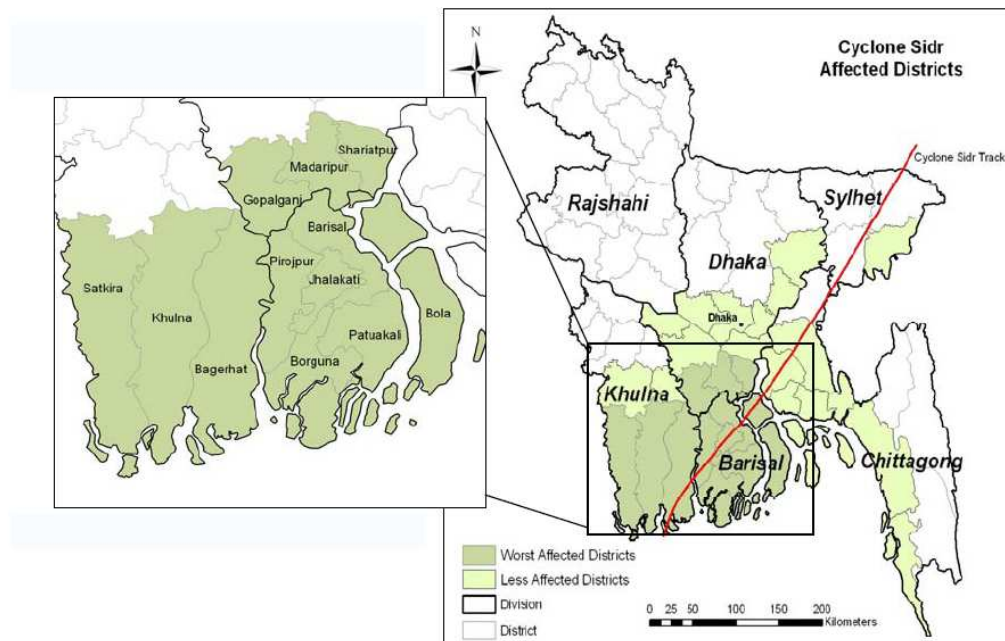 N
Cyclone Sidr
Affected Districts
Cyclone Sidr Track
Sylhet
Rajshahi
Dhaka
Dhaka
Khulna
Barisal
Chittagong
Shariatpur
Madaripur
Gopalganj
Barisal
Pirojpur
Jhalakati
Satkira
Khulna
Bola
Patuakali
Borguna
Bagerhat
Worst Affected Districts
Less Affected Districts
Division
District
0 25 50 100 150 200
Kilometers